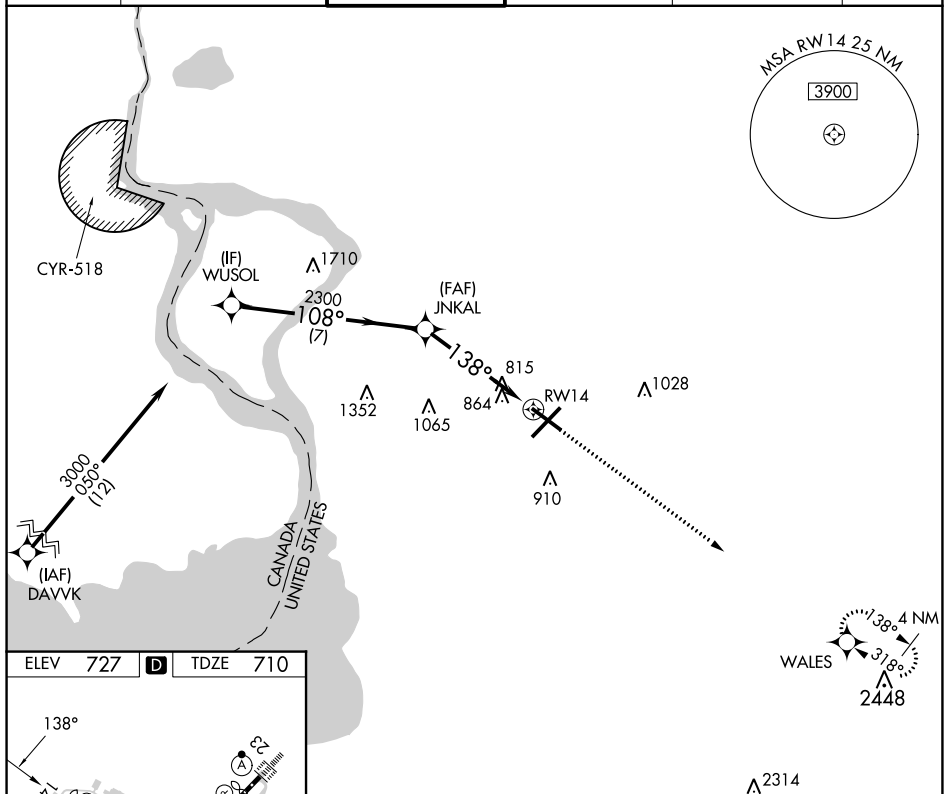 MSA RW14 25 NM
3900
CYR-518
(IF)
WUSOL
1710
2300
108°
(7)
(FAF)
JNKAL
138°
815
864
RW14
1028
1352
1065
910
3000
050°
(12)
(IAF)
DAVVK
CANADA
UNITED STATES
138°
4 NM
318°
WALES
2448
2314
ELEV 727 D TDZE 710
138°
A
23